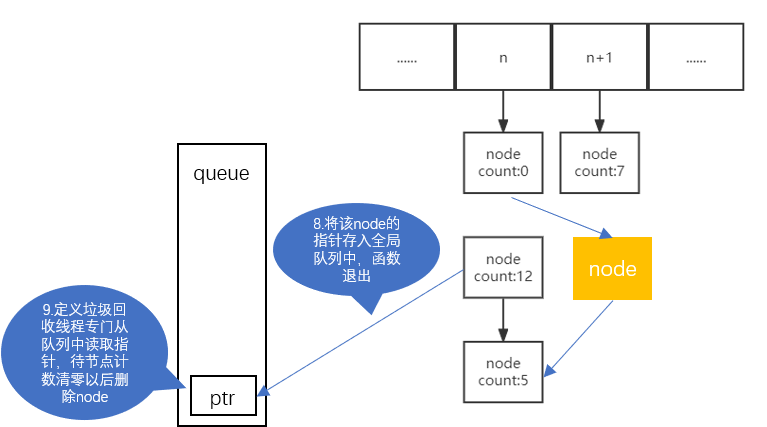 ......
n
n+1
......
node
count:0
node
count:7
queue
8.将该node的
指针存入全局
队列中，函数
退出
node
count:12
node
9.定义垃圾回
收线程专门从
队列中读取指
针，待节点计
数清零以后删
除node
node
count:5
ptr